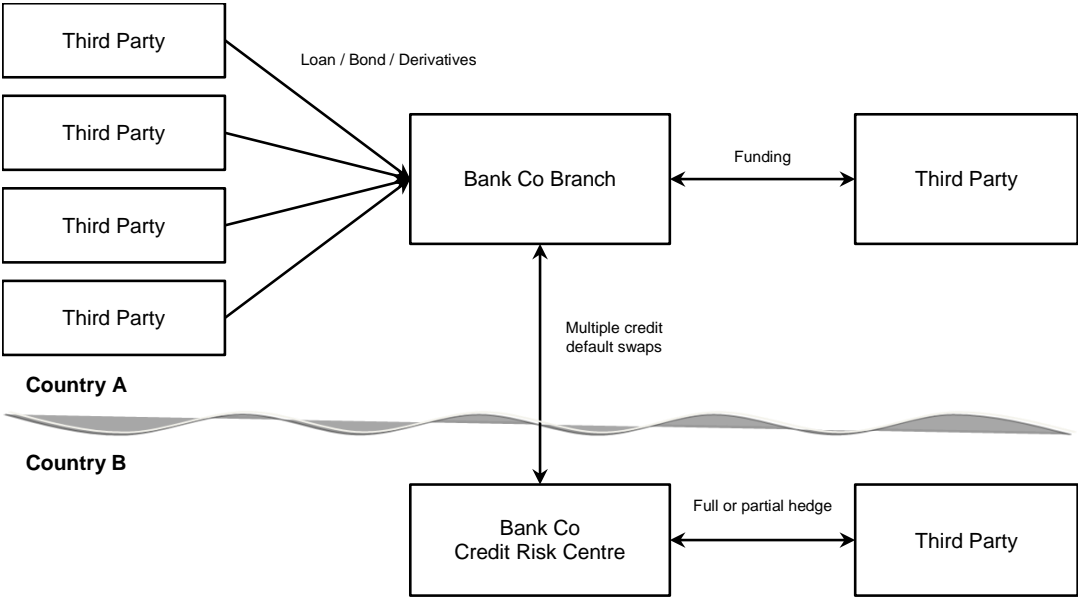 Third Party
Loan / Bond / Derivatives
Third Party
Bank Co Branch
Funding
Third Party
Third Party
Third Party
Multiple credit
default swaps
Country A
Country B
Bank Co
Credit Risk Centre
Full or partial hedge
Third Party